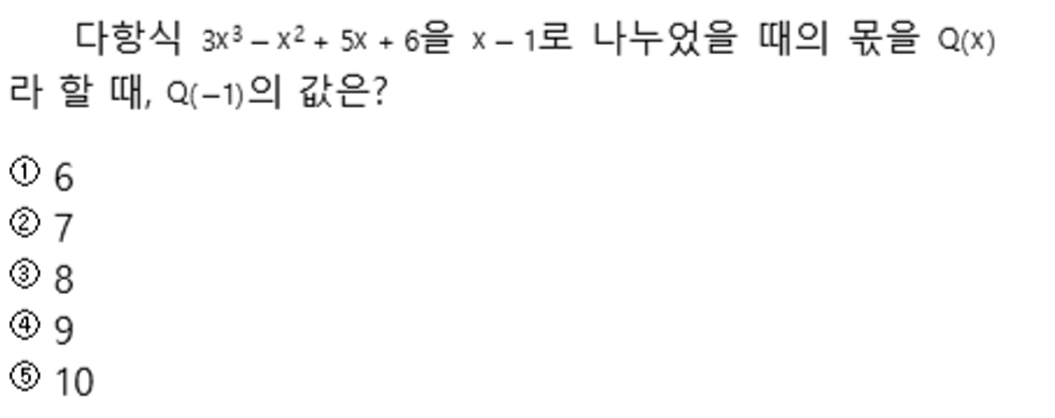 다항식 3x³ – x² + 5x + 6을 x – 1로 나누었을 때의 몫을 Q(x)
라 할 때, Q(–1)의 값은?
① 6
② 7
③ 8
④ 9
⑤ 10